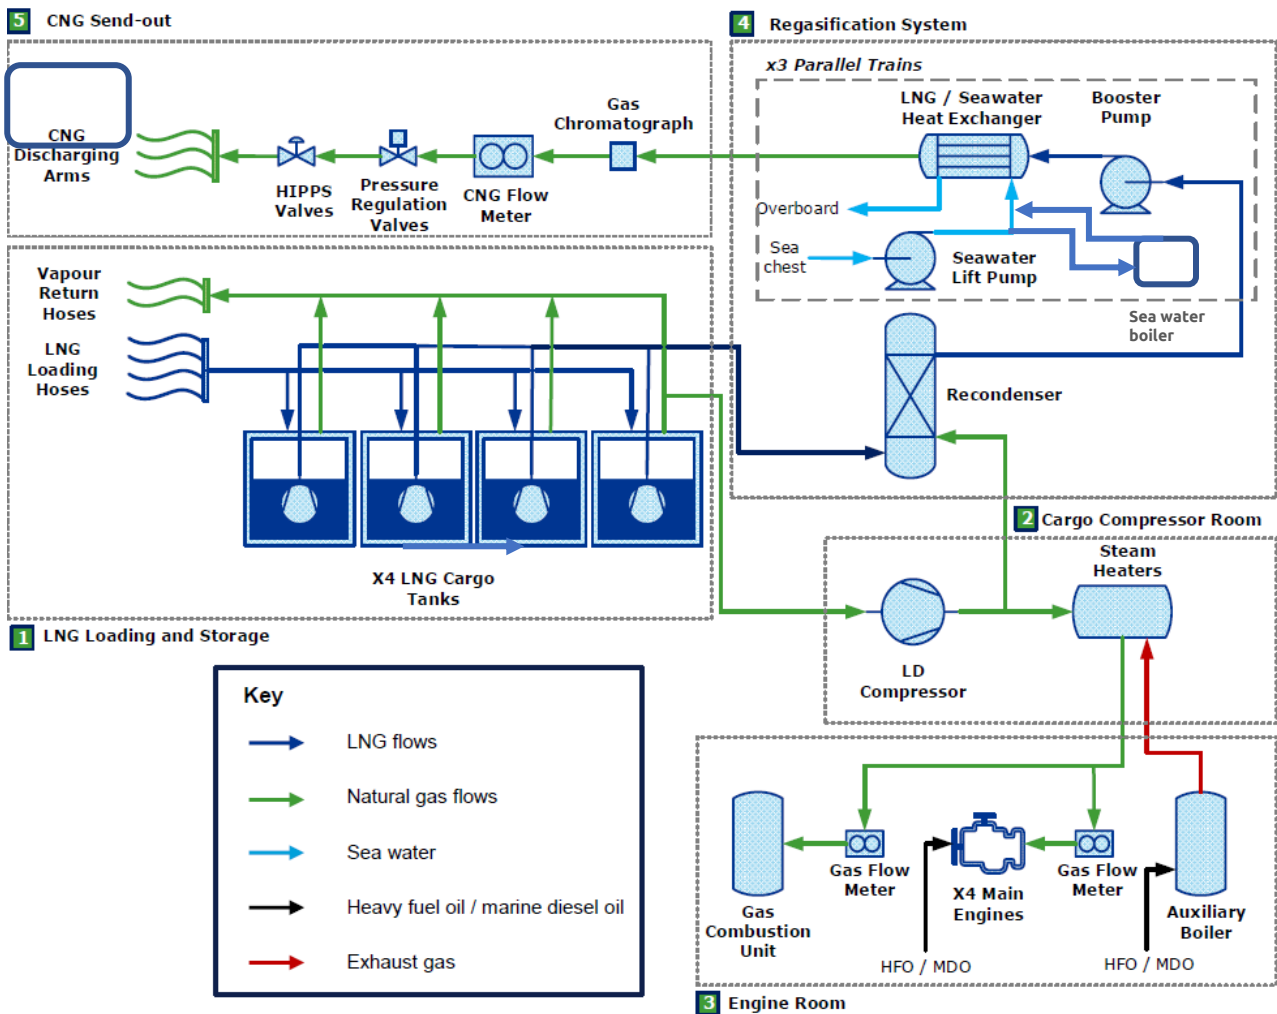 5 CNG Send-out
CNG
Discharging
Arms
HIPPS
Valves
Pressure
Regulation
Valves
CNG Flow
Meter
Gas
Chromatograph
4 Regasification System
x3 Parallel Trains
LNG / Seawater
Heat Exchanger
Booster
Pump
Overboard
Sea
chest
Seawater
Lift Pump
Sea water
boiler
Recondenser
Vapour
Return
Hoses
LNG
Loading
Hoses
X4 LNG Cargo
Tanks
1 LNG Loading and Storage
2 Cargo Compressor Room
Steam
Heaters
LD
Compressor
Key
LNG flows
Natural gas flows
Sea water
Heavy fuel oil / marine diesel oil
Exhaust gas
Gas
Combustion
Unit
Gas Flow
Meter
X4 Main
Engines
Gas Flow
Meter
Auxiliary
Boiler
HFO / MDO
HFO / MDO
3 Engine Room